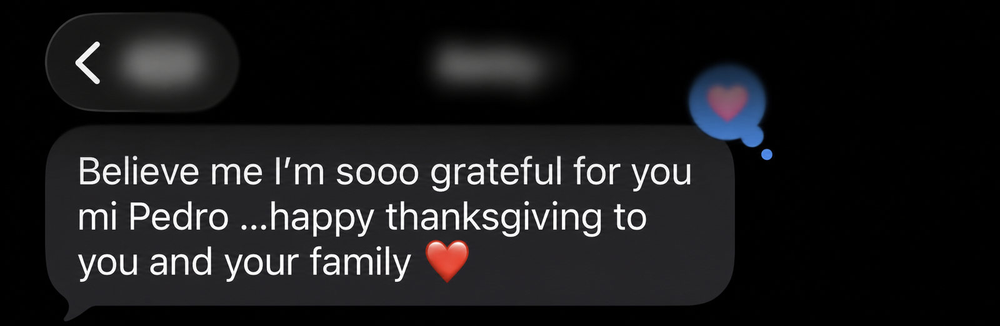 Believe me I’m sooo grateful for you
mi Pedro ...happy thanksgiving to
you and your family ❤️